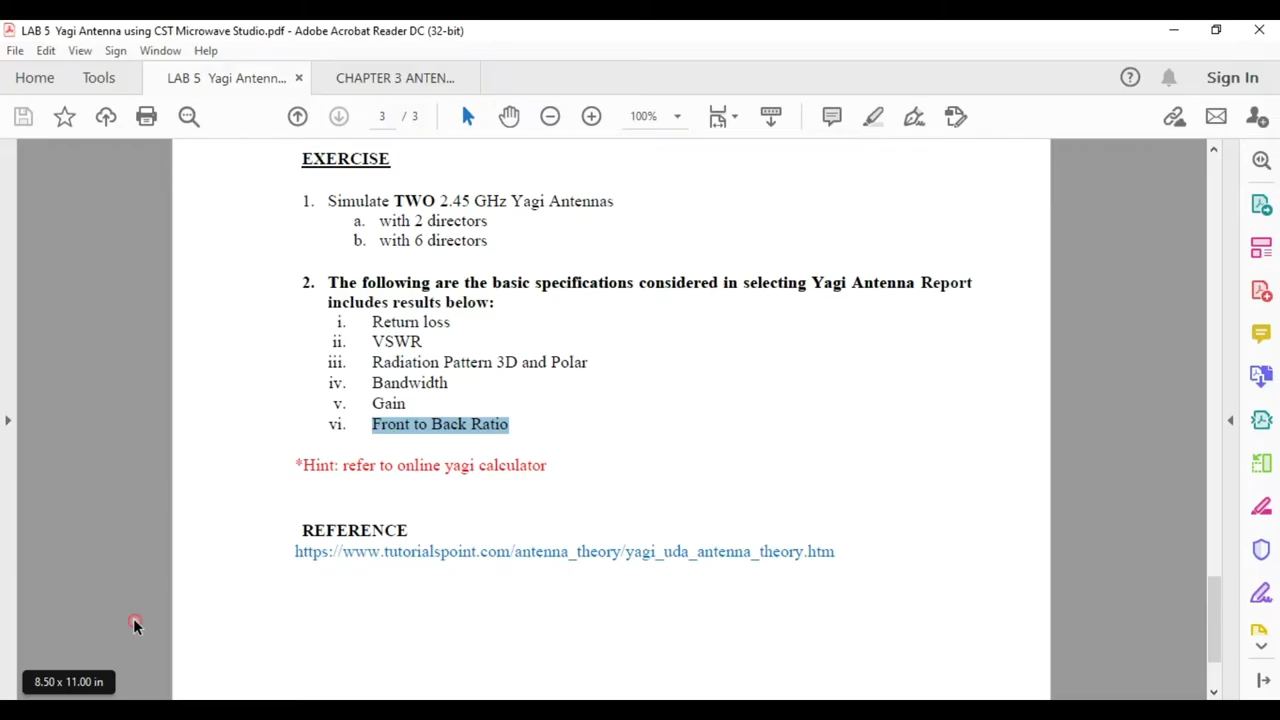 LAB 5 Yagi Antenna using CST Microwave Studio.pdf - Adobe Acrobat Reader DC (32-bit)
File Edit View Sign Window Help
Home Tools LAB 5 Yagi Antenn... × CHAPTER 3 ANTEN... Sign In
3 / 3 100%
EXERCISE
1. Simulate TWO 2.45 GHz Yagi Antennas
a. with 2 directors
b. with 6 directors
2. The following are the basic specifications considered in selecting Yagi Antenna Report
includes results below:
i. Return loss
ii. VSWR
iii. Radiation Pattern 3D and Polar
iv. Bandwidth
v. Gain
vi. Front to Back Ratio
*Hint: refer to online yagi calculator
REFERENCE
https://www.tutorialspoint.com/antenna_theory/yagi_uda_antenna_theory.htm
8.50 x 11.00 in